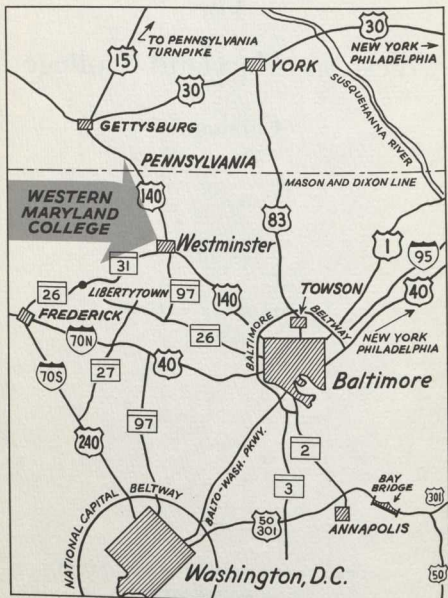 30
TO PENNSYLVANIA
TURNPIKE
15
NEW YORK
PHILADELPHIA
YORK
30
SUSQUEHANNA
RIVER
GETTYSBURG
PENNSYLVANIA
MASON AND DIXON LINE
WESTERN
MARYLAND
COLLEGE
140
83
Westminster
1
95
31
97
140
TOWSON
40
26
LIBERTYTOWN
BALTIMORE
BELTWAY
FREDERICK
26
NEW YORK
PHILADELPHIA
70N
40
70S
27
Baltimore
97
240
2
BALTO-WASH. PKWY.
3
BAY
BRIDGE
NATIONAL CAPITAL
BELTWAY
50
301
301
ANNAPOLIS
Washington, D.C.
50